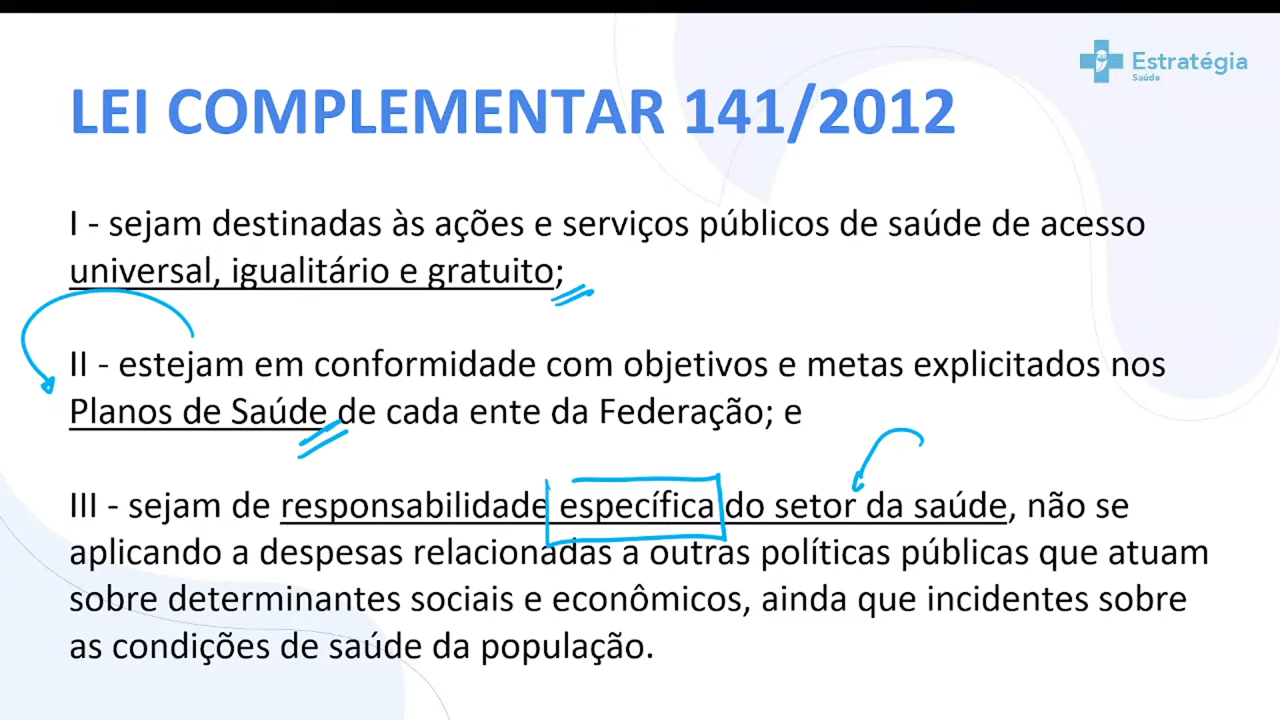 Estratégia
Saúde
LEI COMPLEMENTAR 141/2012
I - sejam destinadas às ações e serviços públicos de saúde de acesso
universal, igualitário e gratuito;
II - estejam em conformidade com objetivos e metas explicitados nos
Planos de Saúde de cada ente da Federação; e
III - sejam de responsabilidade específica do setor da saúde, não se
aplicando a despesas relacionadas a outras políticas públicas que atuam
sobre determinantes sociais e econômicos, ainda que incidentes sobre
as condições de saúde da população.